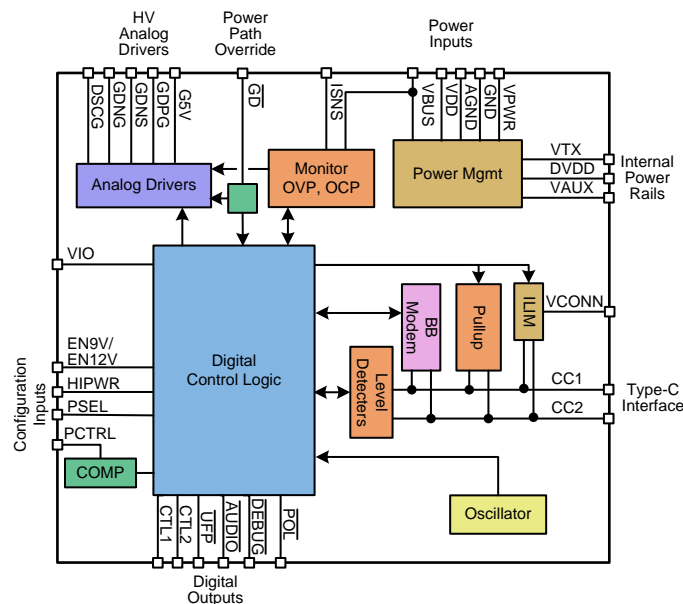 HV
Analog
Drivers
Power
Path
Override
Power
Inputs
DSCG
GDNG
GDNS
GDPG
G5V
GD
ISNS
VBUS
VDD
AGND
GND
VPWR
Analog Drivers
Monitor
OVP, OCP
Power Mgmt
VTX
DVDD
VAUX
Internal
Power
Rails
VIO
EN9V/
EN12V
HIPWR
PSEL
PCTRL
Configuration
Inputs
COMP
Digital
Control Logic
BB
Modem
Pullup
ILIM
VCONN
Level
Detecters
CC1
CC2
Type-C
Interface
Oscillator
CTL1
CTL2
UFP
AUDIO
DEBUG
POL
Digital
Outputs